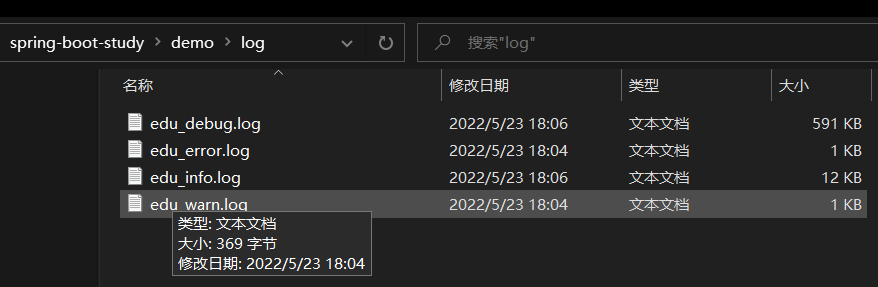 spring-boot-study > demo > log 搜索"log"
名称 修改日期 类型 大小
edu_debug.log 2022/5/23 18:06 文本文档 591 KB
edu_error.log 2022/5/23 18:04 文本文档 1 KB
edu_info.log 2022/5/23 18:06 文本文档 12 KB
edu_warn.log 2022/5/23 18:04 文本文档 1 KB
类型: 文本文档
大小: 369 字节
修改日期: 2022/5/23 18:04